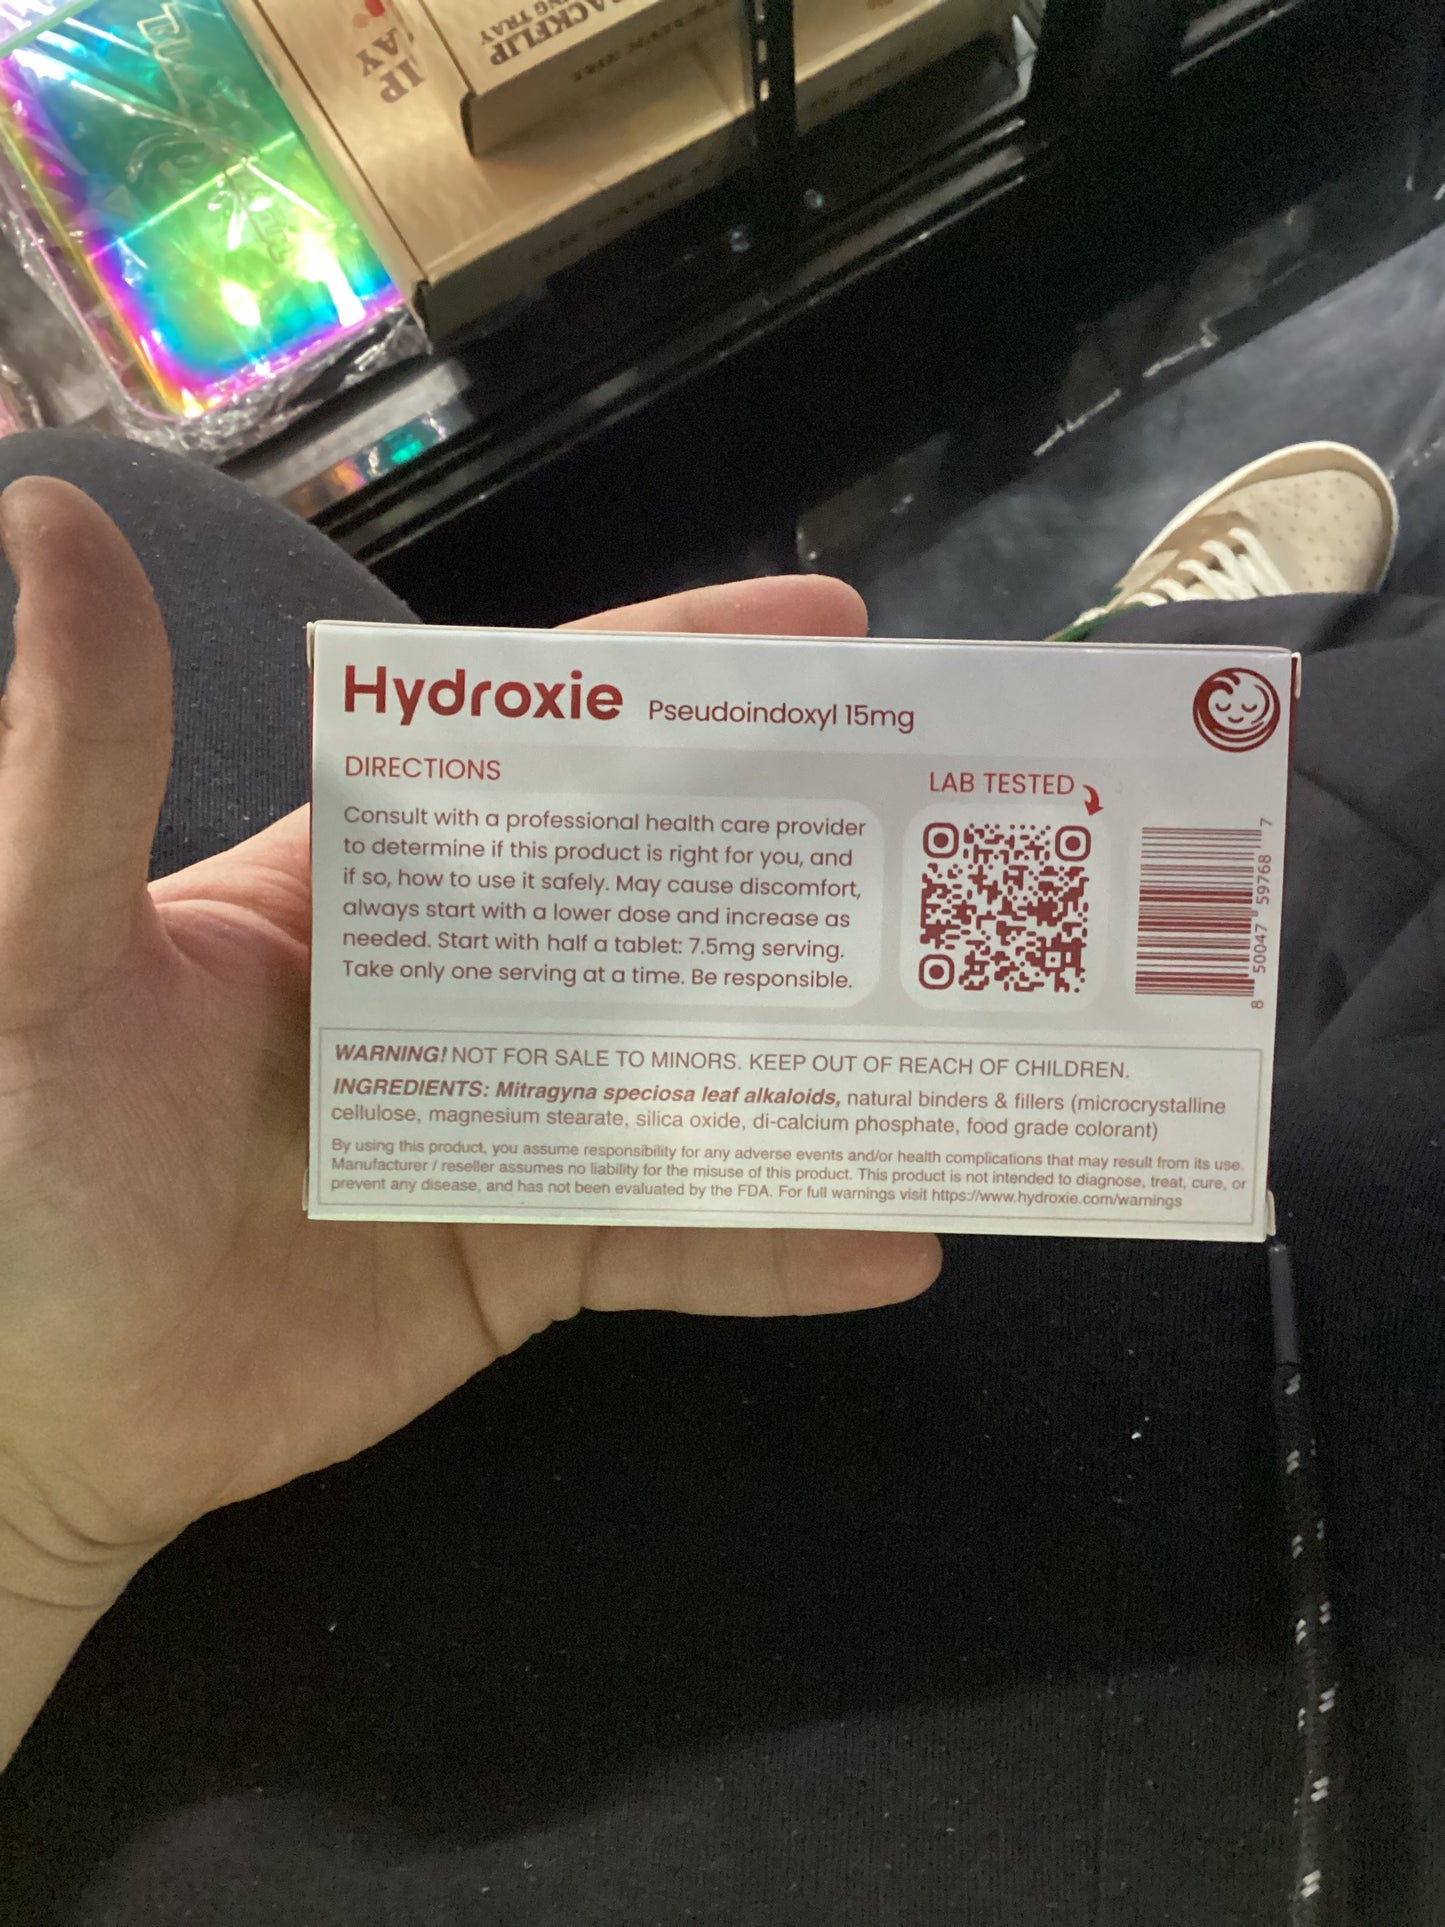 IP
AY
ACKFLIP
NG TRAY
Hydroxie Pseudoindoxyl 15mg
DIRECTIONS
Consult with a professional health care provider
to determine if this product is right for you, and
if so, how to use it safely. May cause discomfort,
always start with a lower dose and increase as
needed. Start with half a tablet: 7.5mg serving.
Take only one serving at a time. Be responsible.
LAB TESTED
8 50047 59768 7
WARNING! NOT FOR SALE TO MINORS. KEEP OUT OF REACH OF CHILDREN.
INGREDIENTS: Mitragyna speciosa leaf alkaloids, natural binders & fillers (microcrystalline
cellulose, magnesium stearate, silica oxide, di-calcium phosphate, food grade colorant)
By using this product, you assume responsibility for any adverse events and/or health complications that may result from its use.
Manufacturer / reseller assumes no liability for the misuse of this product. This product is not intended to diagnose, treat, cure, or
prevent any disease, and has not been evaluated by the FDA. For full warnings visit https://www.hydroxie.com/warnings